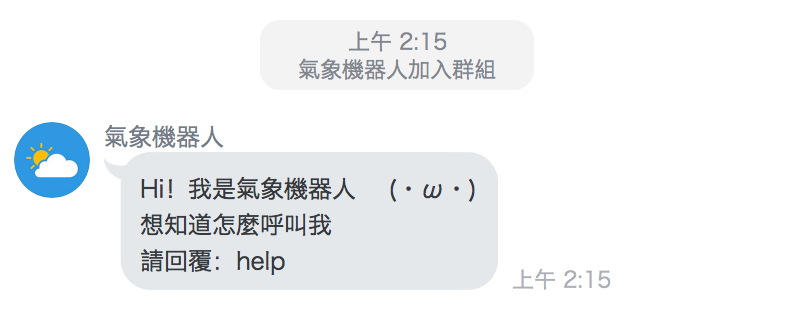 上午 2:15
氣象機器人加入群組
氣象機器人
Hi! 我是氣象機器人 (・ω・)
想知道怎麼呼叫我
請回覆: help
上午 2:15